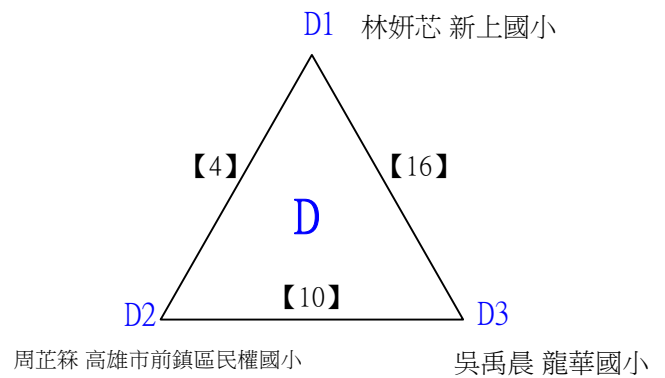 D1 林妍芯 新上國小
【4】 【16】
D
【10】
D2 D3
周芷箖 高雄市前鎮區民權國小 吳禹晨 龍華國小